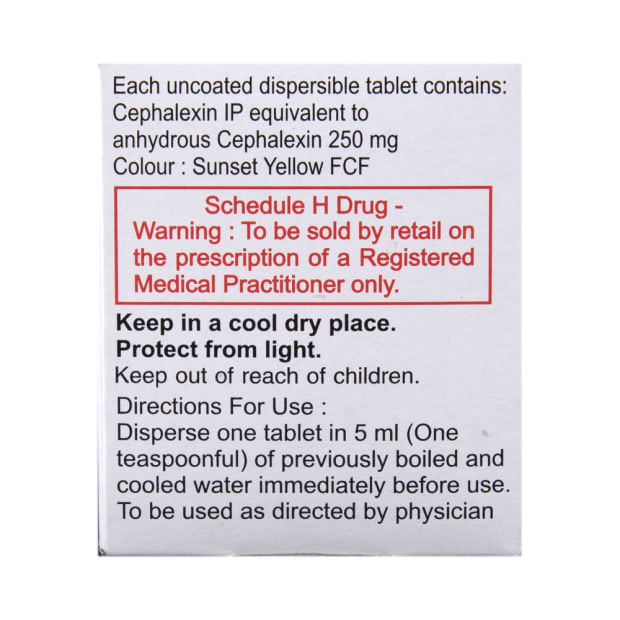 Each uncoated dispersible tablet contains:
Cephalexin IP equivalent to
anhydrous Cephalexin 250 mg
Colour : Sunset Yellow FCF
Schedule H Drug -
Warning : To be sold by retail on
the prescription of a Registered
Medical Practitioner only.
Keep in a cool dry place.
Protect from light.
Keep out of reach of children.
Directions For Use :
Disperse one tablet in 5 ml (One
teaspoonful) of previously boiled and
cooled water immediately before use.
To be used as directed by physician